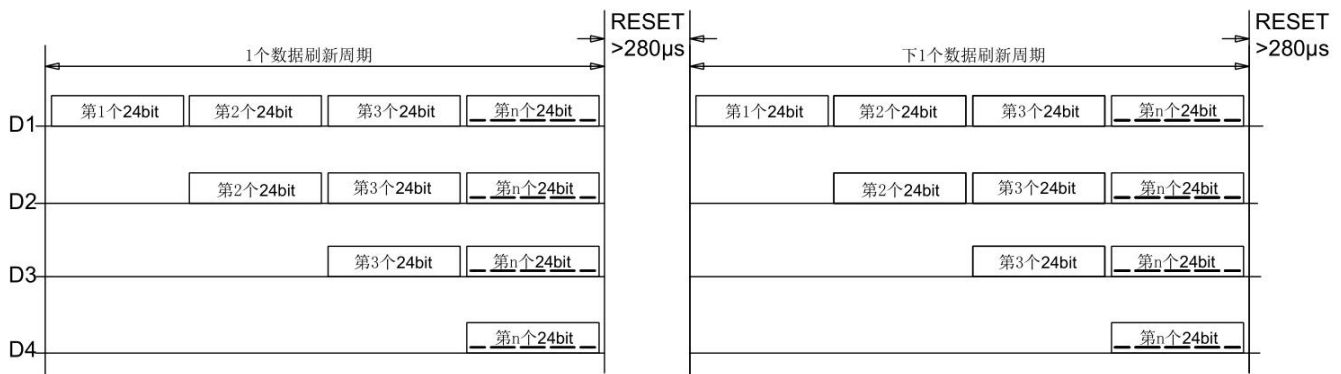 RESET
>280μs
RESET
>280μs
1个数据刷新周期
下1个数据刷新周期
D1 第1个24bit 第2个24bit 第3个24bit 第n个24bit 第1个24bit 第2个24bit 第3个24bit 第n个24bit
D2 第2个24bit 第3个24bit 第n个24bit 第2个24bit 第3个24bit 第n个24bit
D3 第3个24bit 第n个24bit 第3个24bit 第n个24bit
D4 第n个24bit 第n个24bit